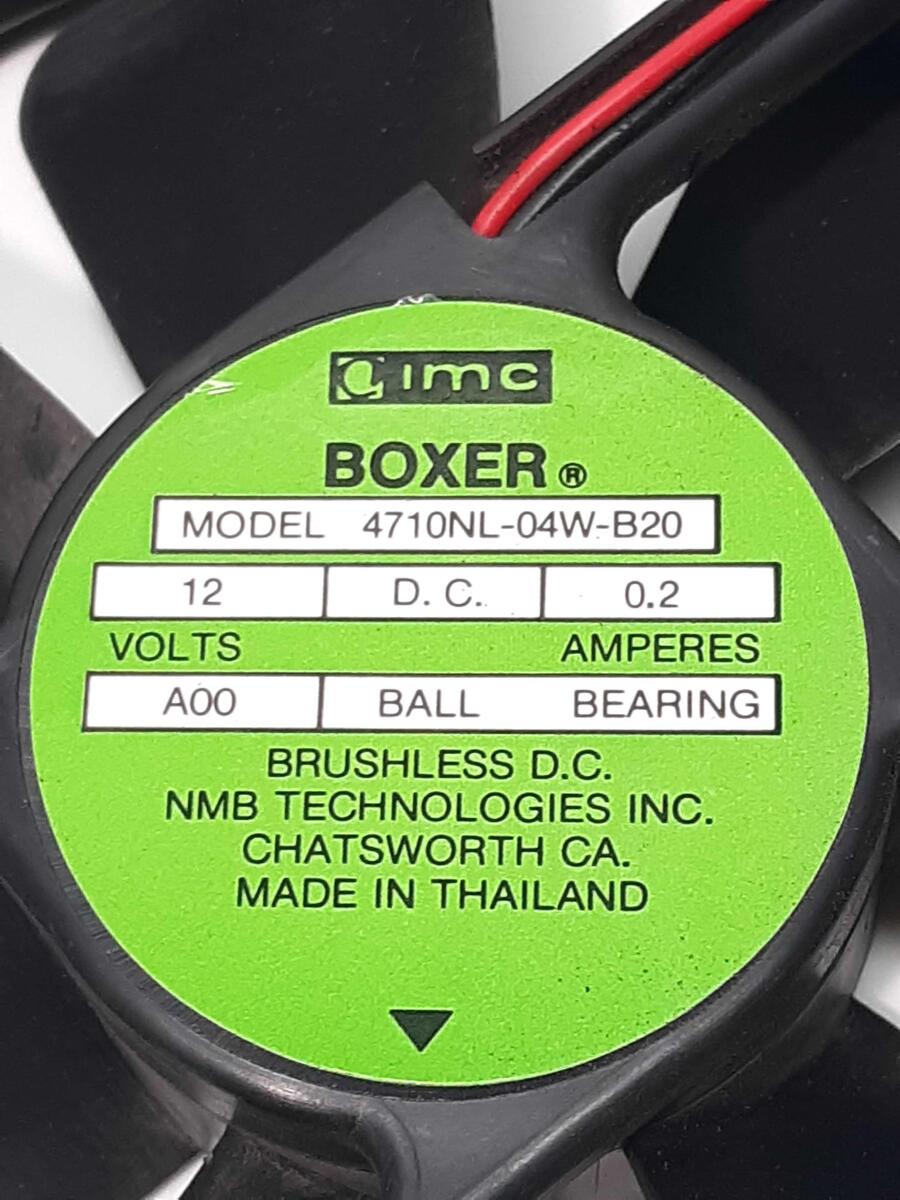 imc
BOXER®
MODEL 4710NL-04W-B20
12 D.C. 0.2
VOLTS AMPERES
A00 BALL BEARING
BRUSHLESS D.C.
NMB TECHNOLOGIES INC.
CHATSWORTH CA.
MADE IN THAILAND